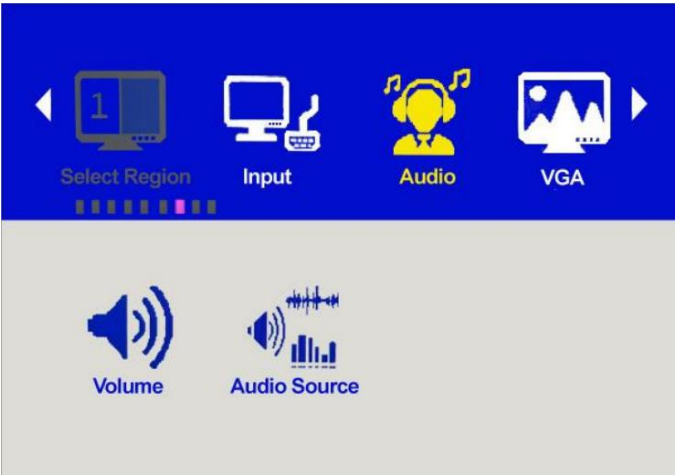 1
Select Region
Input
Audio
VGA
Volume
Audio Source